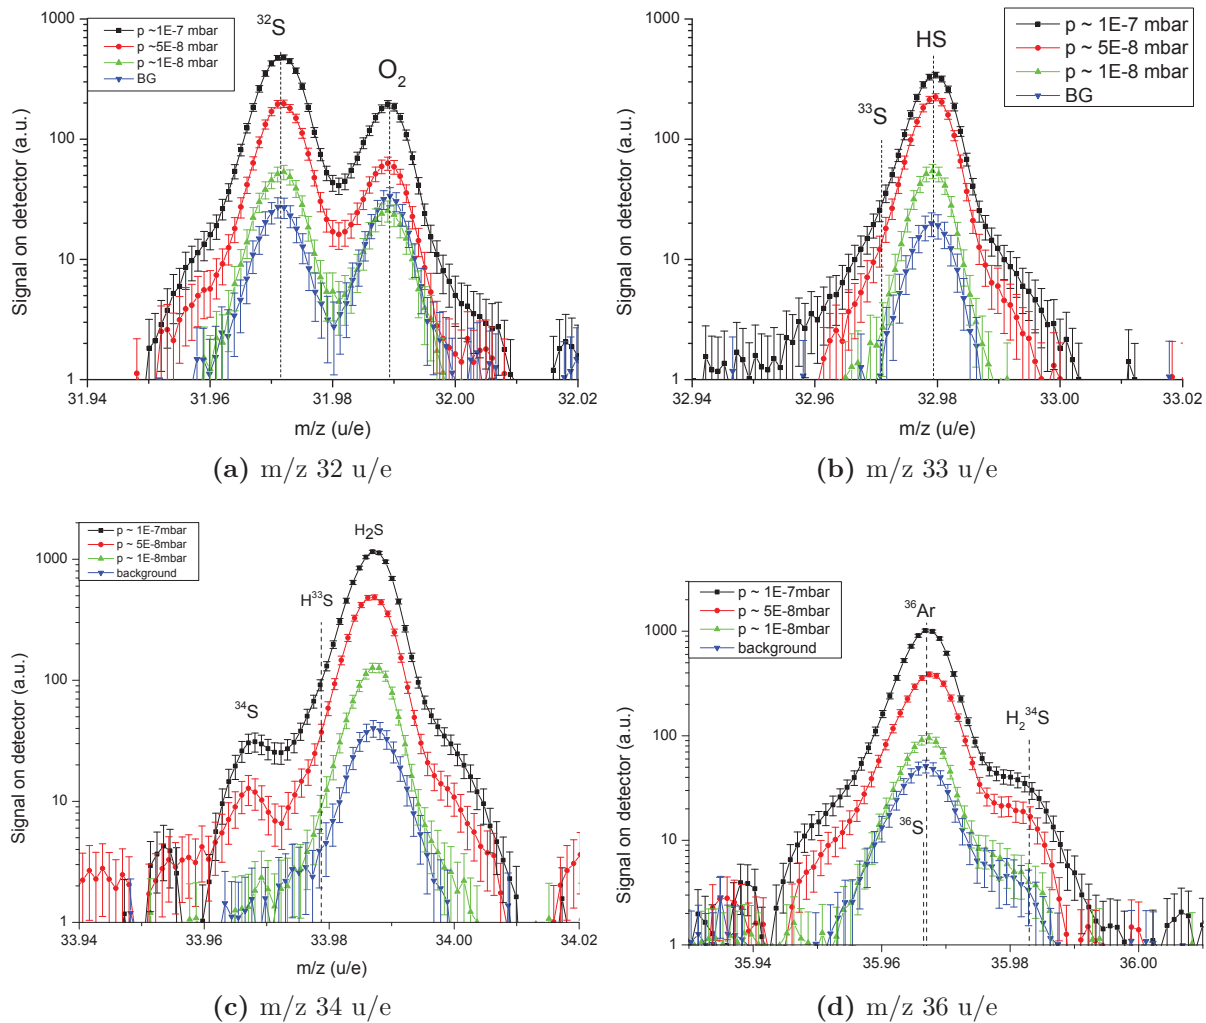 1000
100
10
1
Signal on detector (a.u.)
p ~1E-7 mbar
p ~5E-8 mbar
p ~1E-8 mbar
BG
³²S
O₂
31.94 31.96 31.98 32.00 32.02
m/z (u/e)
(a) m/z 32 u/e
1000
100
10
1
Signal on detector (a.u.)
p ~ 1E-7 mbar
p ~ 5E-8 mbar
p ~ 1E-8 mbar
BG
HS
³³S
32.94 32.96 32.98 33.00 33.02
m/z (u/e)
(b) m/z 33 u/e
1000
100
10
1
Signal on detector (a.u.)
p ~ 1E-7mbar
p ~ 5E-8mbar
p ~ 1E-8mbar
background
H₂S
H³³S
³⁴S
33.94 33.96 33.98 34.00 34.02
m/z (u/e)
(c) m/z 34 u/e
1000
100
10
1
Signal on detector (a.u.)
p ~ 1E-7mbar
p ~ 5E-8mbar
p ~ 1E-8mbar
background
³⁶Ar
H₂³⁴S
³⁶S
35.94 35.96 35.98 36.00
(d) m/z 36 u/e